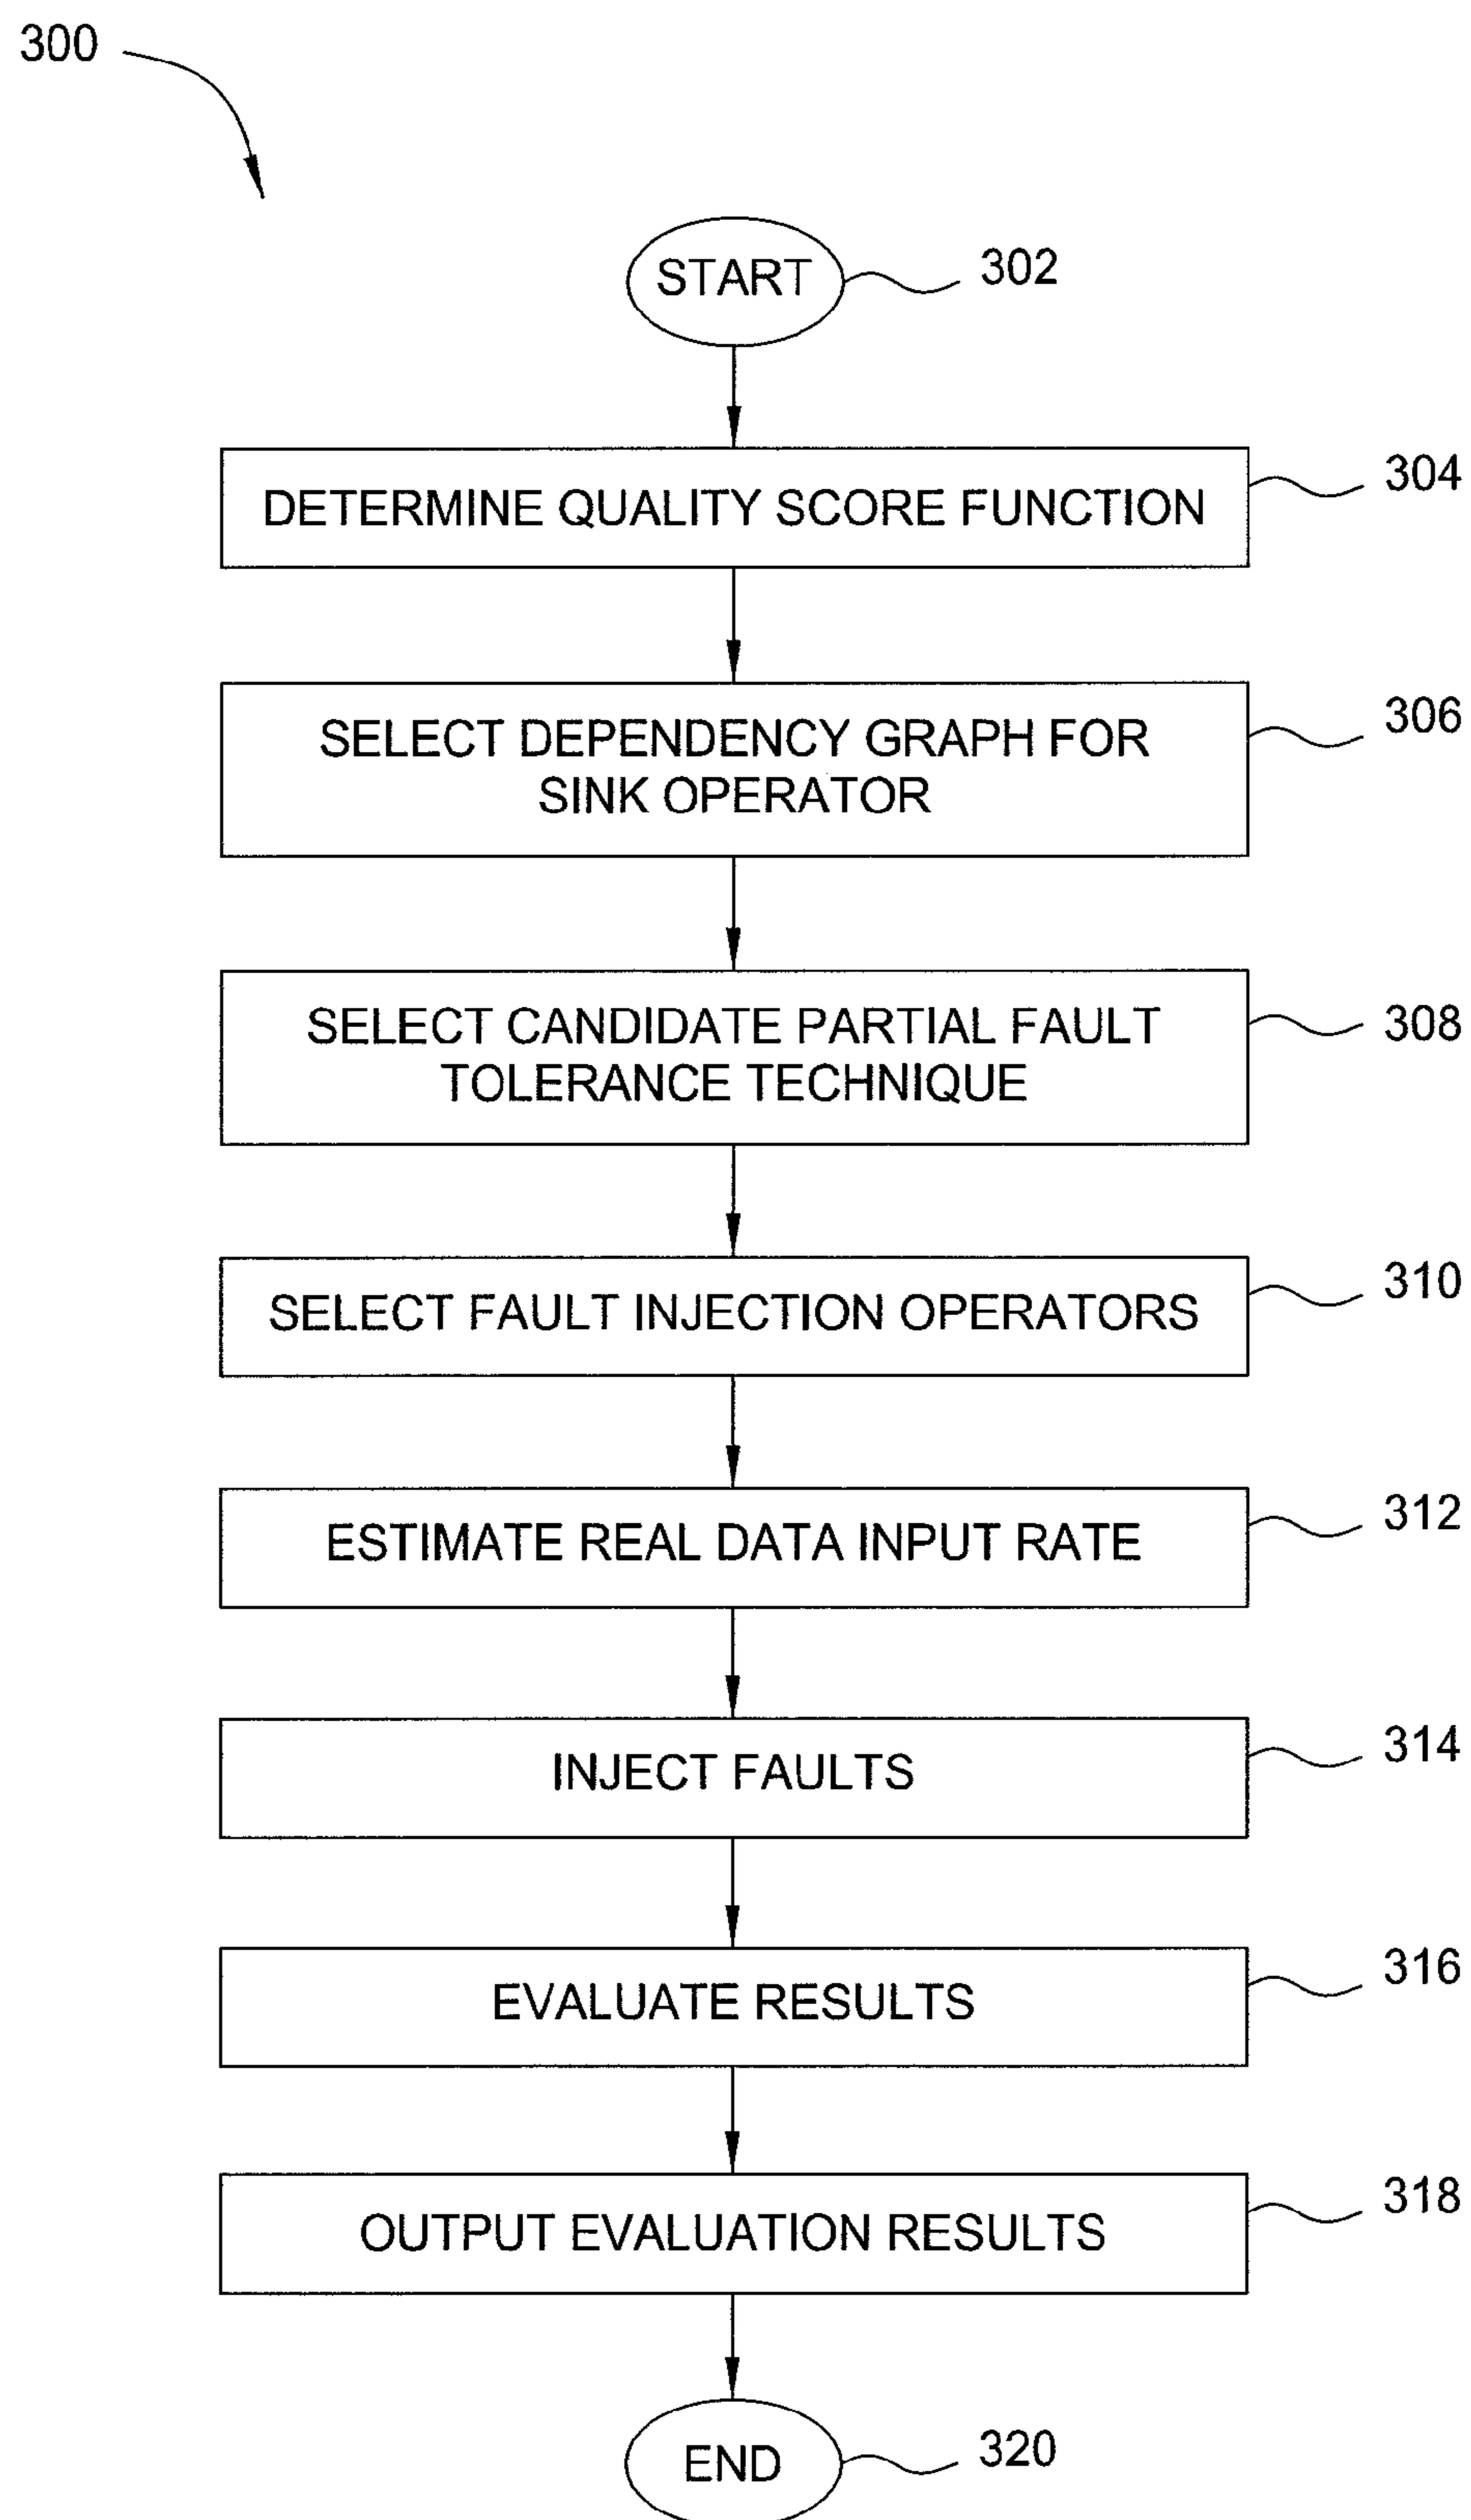 300
START
302
DETERMINE QUALITY SCORE FUNCTION
304
SELECT DEPENDENCY GRAPH FOR
SINK OPERATOR
306
SELECT CANDIDATE PARTIAL FAULT
TOLERANCE TECHNIQUE
308
SELECT FAULT INJECTION OPERATORS
310
ESTIMATE REAL DATA INPUT RATE
312
INJECT FAULTS
314
EVALUATE RESULTS
316
OUTPUT EVALUATION RESULTS
318
END
320